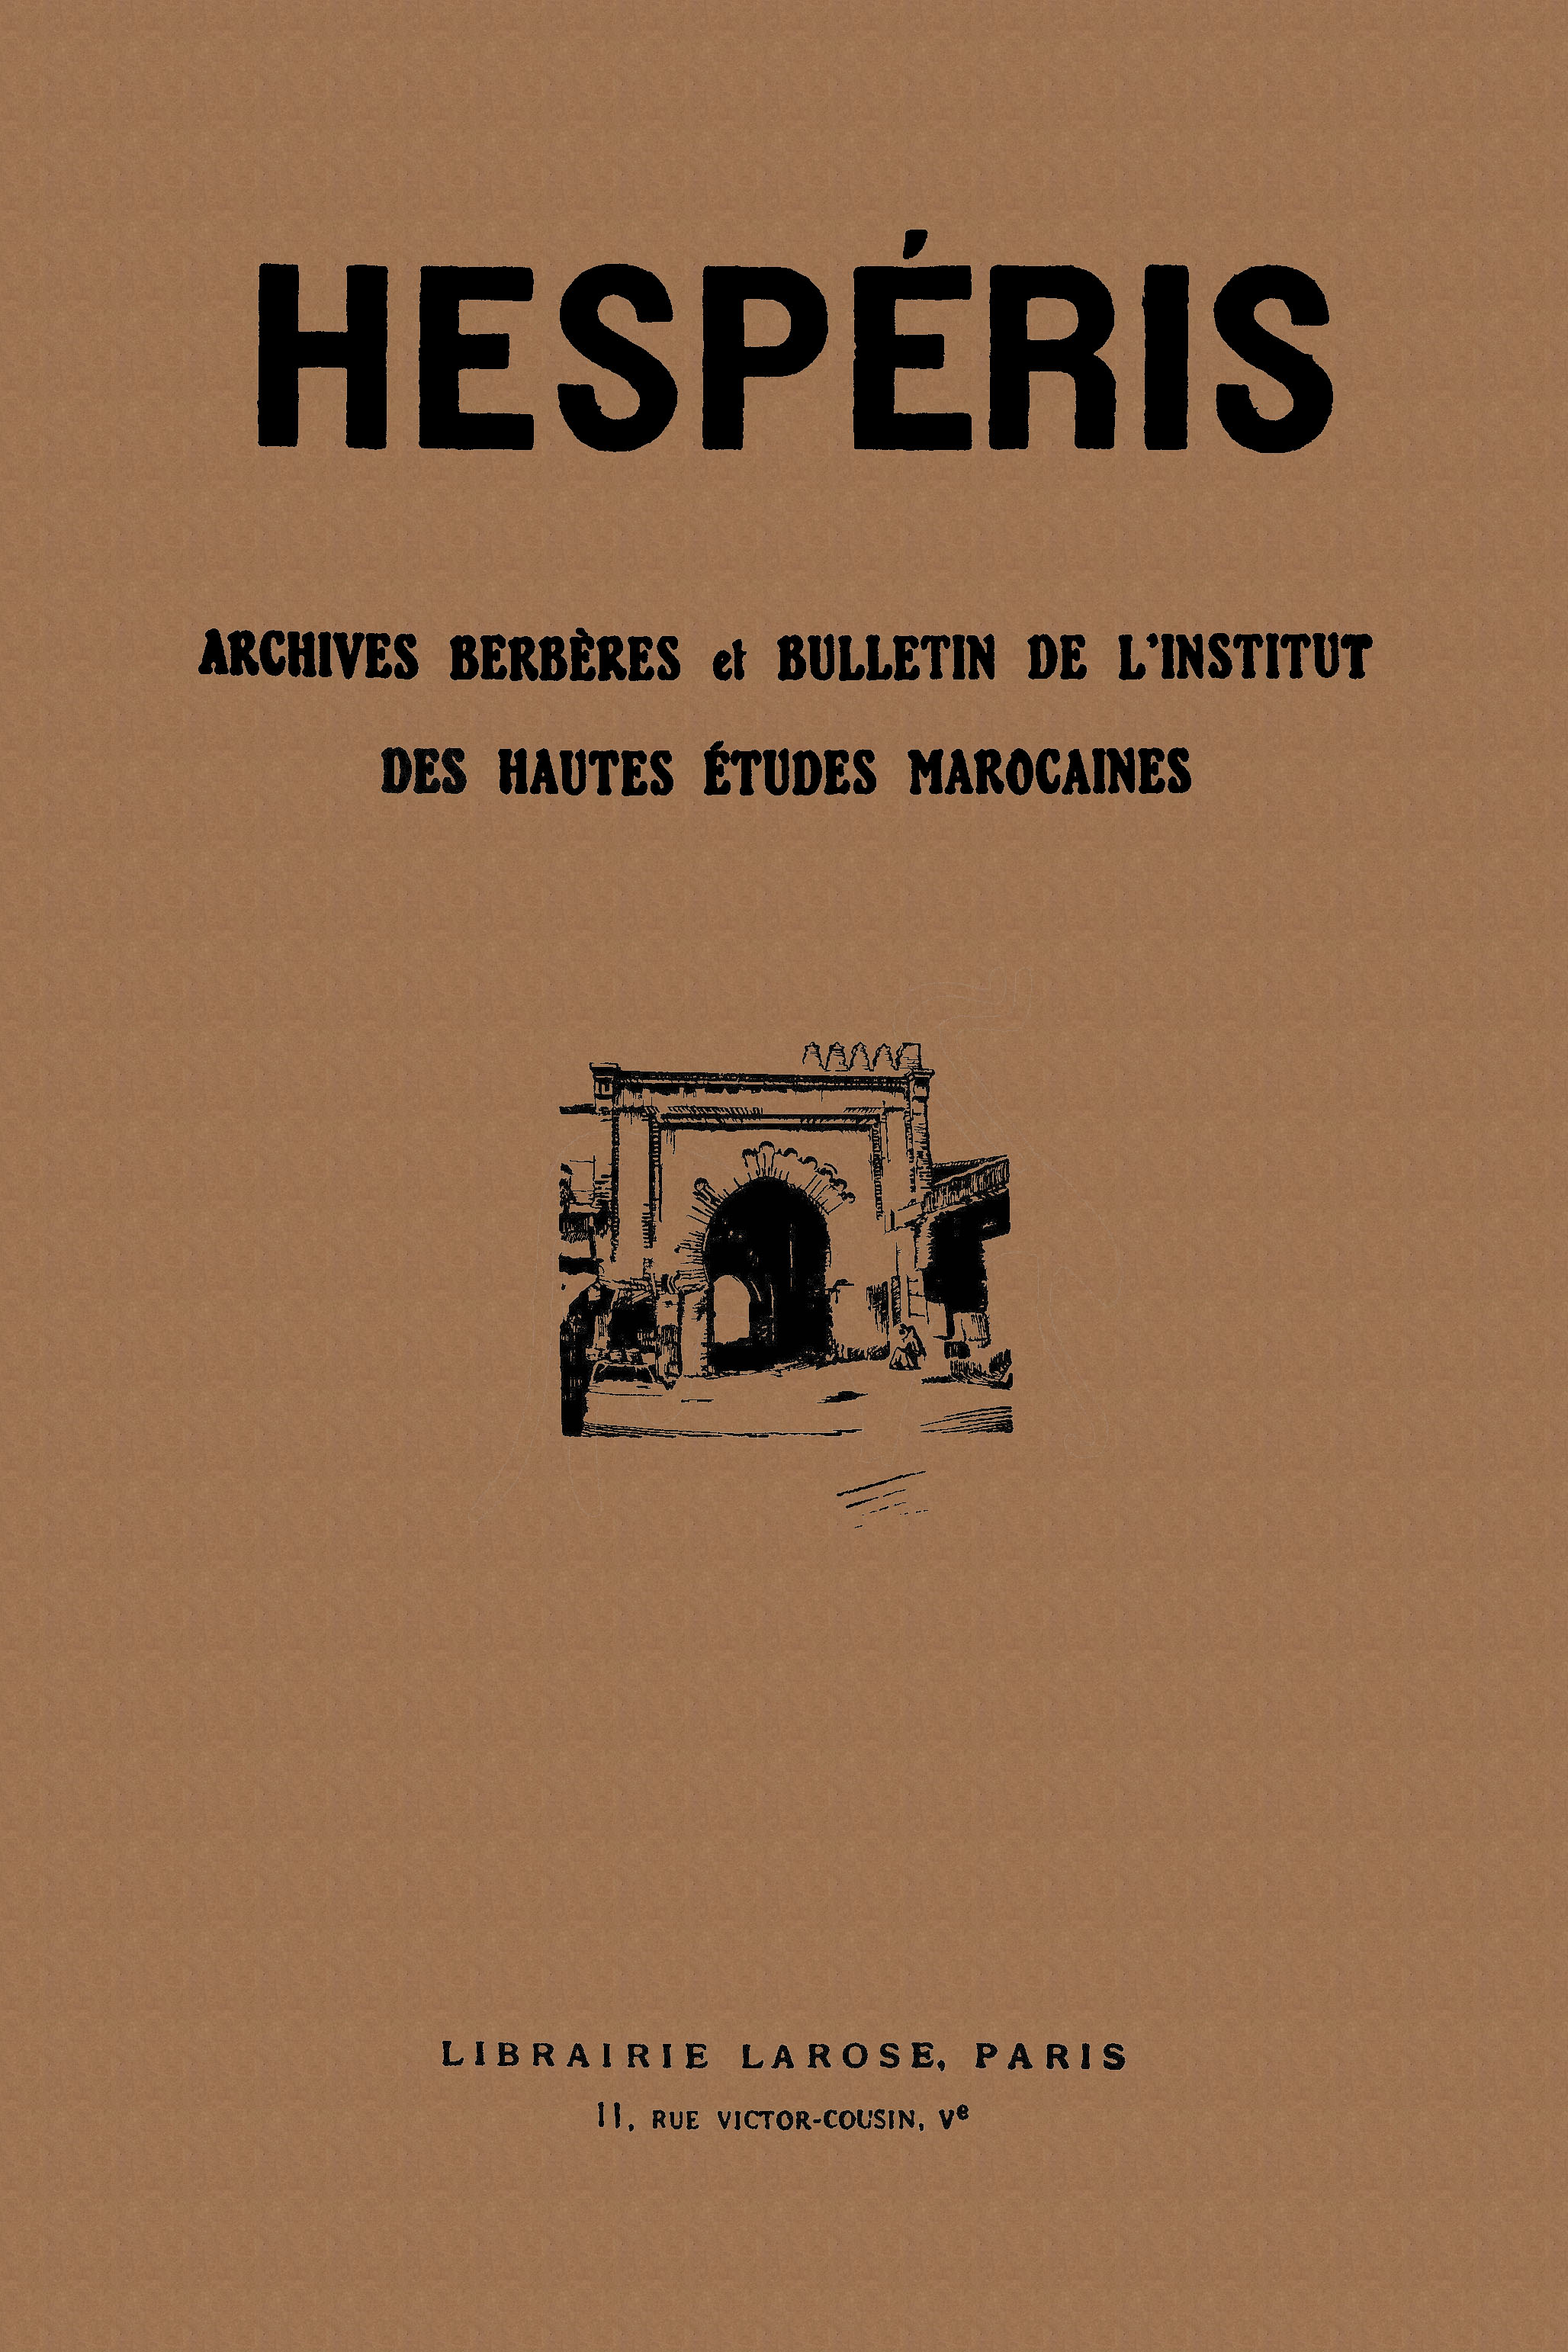 HESPÉRIS
ARCHIVES BERBÈRES et BULLETIN DE L'INSTITUT
DES HAUTES ÉTUDES MAROCAINES
LIBRAIRIE LAROSE, PARIS
11, RUE VICTOR-COUSIN, Ve